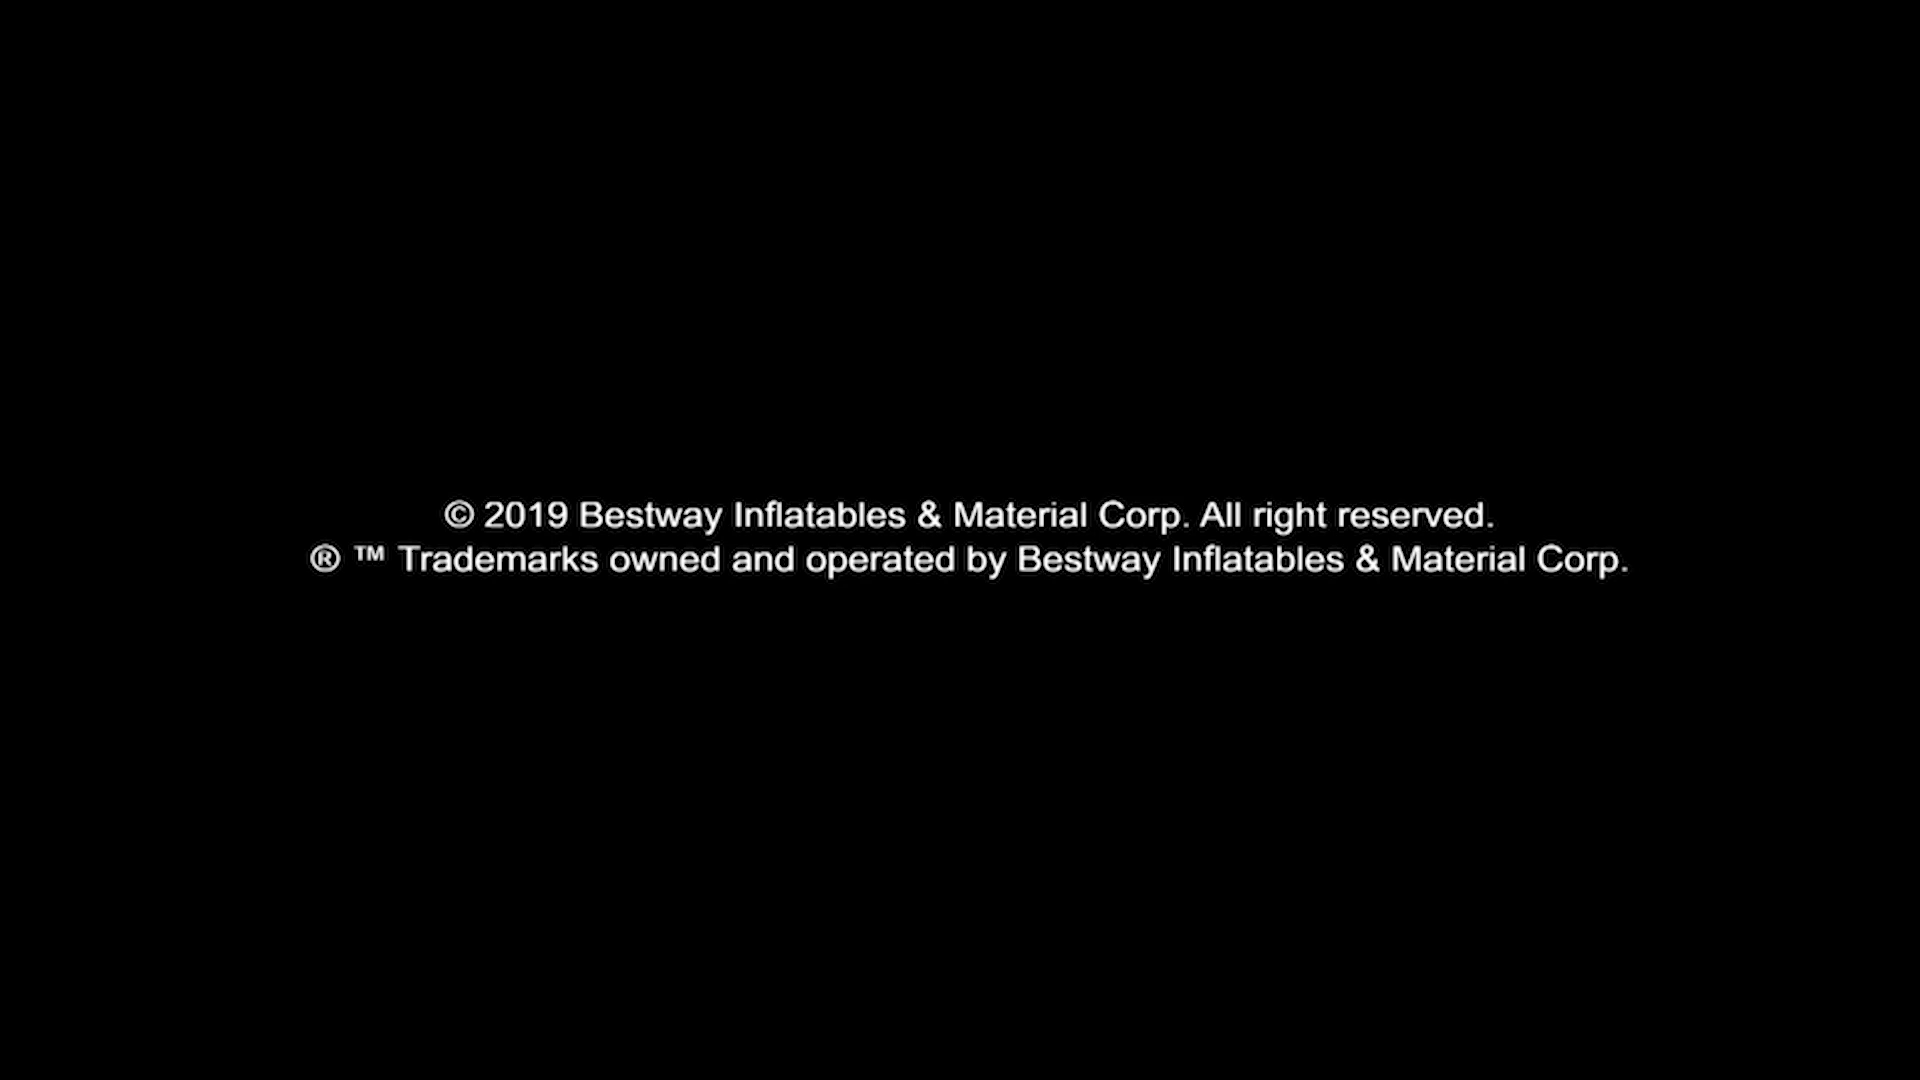 © 2019 Bestway Inflatables & Material Corp. All right reserved.
® ™ Trademarks owned and operated by Bestway Inflatables & Material Corp.